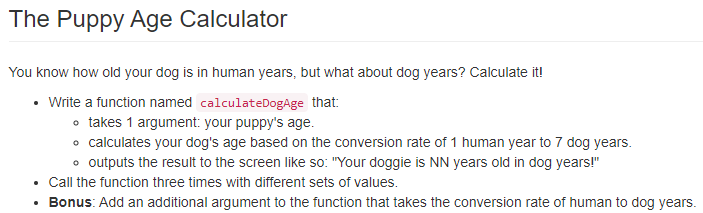 The Puppy Age Calculator
You know how old your dog is in human years, but what about dog years? Calculate it!
• Write a function named calculateDogAge that:
◦ takes 1 argument: your puppy's age.
◦ calculates your dog's age based on the conversion rate of 1 human year to 7 dog years.
◦ outputs the result to the screen like so: "Your doggie is NN years old in dog years!"
• Call the function three times with different sets of values.
• Bonus: Add an additional argument to the function that takes the conversion rate of human to dog years.